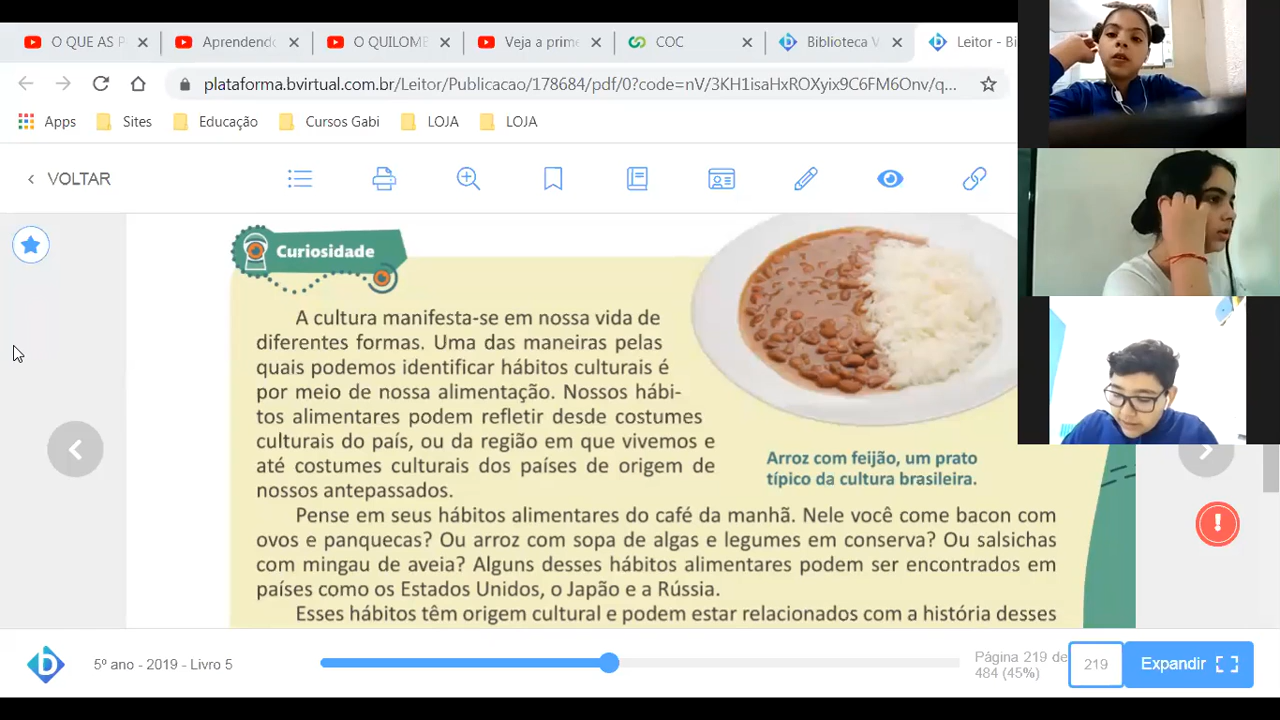 O QUE AS P
Aprendendo
O QUILOME
Veja a prime
COC
Biblioteca V
Leitor - Bi
plataforma.bvirtual.com.br/Leitor/Publicacao/178684/pdf/0?code=nV/3KH1isaHxROXyix9C6FM6Onv/q...
Apps
Sites
Educação
Cursos Gabi
LOJA
LOJA
VOLTAR
Curiosidade
A cultura manifesta-se em nossa vida de
diferentes formas. Uma das maneiras pelas
quais podemos identificar hábitos culturais é
por meio de nossa alimentação. Nossos hábi-
tos alimentares podem refletir desde costumes
culturais do país, ou da região em que vivemos e
até costumes culturais dos países de origem de
nossos antepassados.
Arroz com feijão, um prato
típico da cultura brasileira.
Pense em seus hábitos alimentares do café da manhã. Nele você come bacon com
ovos e panquecas? Ou arroz com sopa de algas e legumes em conserva? Ou salsichas
com mingau de aveia? Alguns desses hábitos alimentares podem ser encontrados em
países como os Estados Unidos, o Japão e a Rússia.
Esses hábitos têm origem cultural e podem estar relacionados com a história desses
5º ano - 2019 - Livro 5
Página 219 de
484 (45%)
219
Expandir